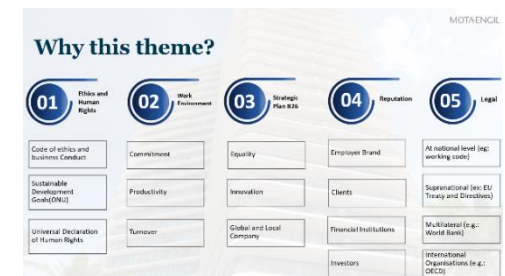 MOTA-ENGIL
Why this theme?
01
Ethics and
Human
Rights
02
Work
Environment
03
Strategic
Plan B26
04
Reputation
05
Legal
Code of ethics and
business Conduct
Sustainable
Development
Goals(ONU)
Universal Declaration
of Human Rights
Commitment
Productivity
Turnover
Equality
Innovation
Global and Local
Company
Employer Brand
Clients
Financial Institutions
Investors
At national level (eg:
working code)
Supranational (ex: EU
Treaty and Directives)
Multilateral (e.g.:
World Bank)
International
Organisations (e.g.:
OECD)